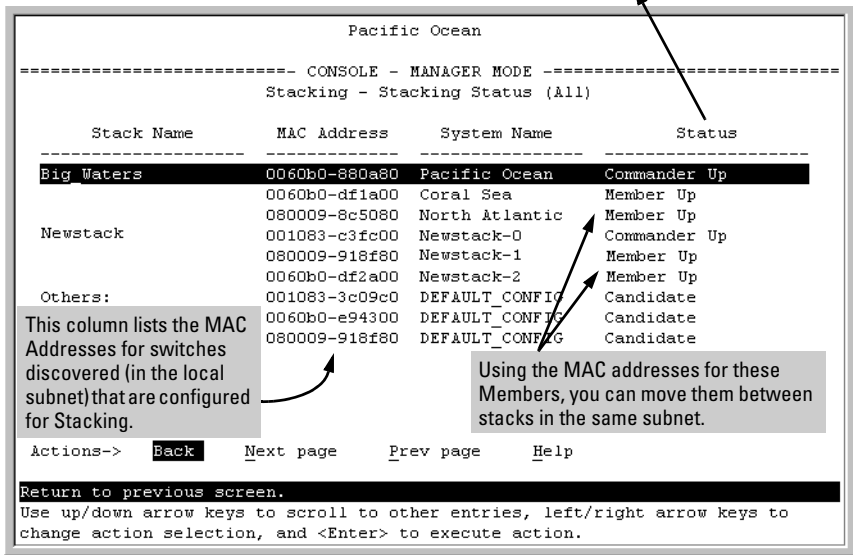 Pacific Ocean
==========================- CONSOLE - MANAGER MODE -============================
Stacking - Stacking Status (All)
Stack Name MAC Address System Name Status
---------------- ------------- --------------- --------------------
Big Waters 0060b0-880a80 Pacific Ocean Commander Up
0060b0-df1a00 Coral Sea Member Up
080009-8c5080 North Atlantic Member Up
Newstack 001083-c3fc00 Newstack-0 Commander Up
080009-918f80 Newstack-1 Member Up
0060b0-df2a00 Newstack-2 Member Up
Others: 001083-3c09c0 DEFAULT_CONFIG Candidate
0060b0-e94300 DEFAULT_CONFIG Candidate
080009-918f80 DEFAULT_CONFIG Candidate
This column lists the MAC
Addresses for switches
discovered (in the local
subnet) that are configured
for Stacking.
Using the MAC addresses for these
Members, you can move them between
stacks in the same subnet.
Actions-> Back Next page Prev page Help
Return to previous screen.
Use up/down arrow keys to scroll to other entries, left/right arrow keys to
change action selection, and <Enter> to execute action.